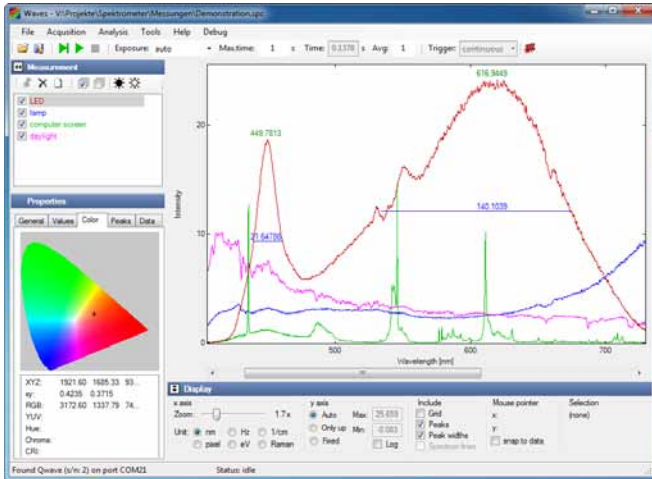 Waves - V:\Projekte\Spektrometer\Messungen\Demonstration.spc
File Acquisition Analysis Tools Help Debug
Exposure: auto Max.time: 1 s Time: 0.1378 s Avg: 1 Trigger: continuous
Measurement
LED
lamp
computer screen
daylight
Properties
General Values Color Peaks Data
XYZ: 1921.60 1685.33 93...
xy: 0.4235 0.3715
RGB: 3172.60 1337.79 74...
YUV:
Hue:
Chroma:
CRI:
616.9449
449.7813
140.1039
21.64786
Intensity
20
10
0
500 600 700
Wavelength [nm]
Display
x axis y axis Include Mouse pointer Selection
Zoom: 1.7 x Auto Max: 25.659 Grid x: (none)
Only up Min: -0.003 Peaks y:
Unit: nm Hz 1/cm Peak widths
pixel eV Raman Fixed Log Spectrum lines snap to data
Found Qwave (s/n: 2) on port COM21 Status: idle